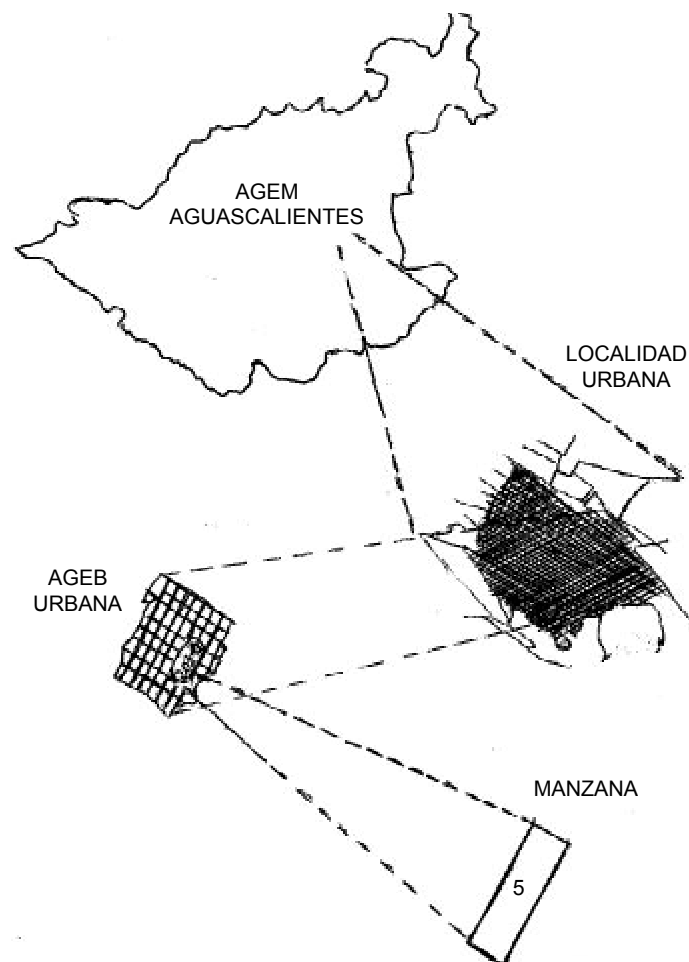 AGEM
AGUASCALIENTES
LOCALIDAD
URBANA
AGEB
URBANA
MANZANA
5